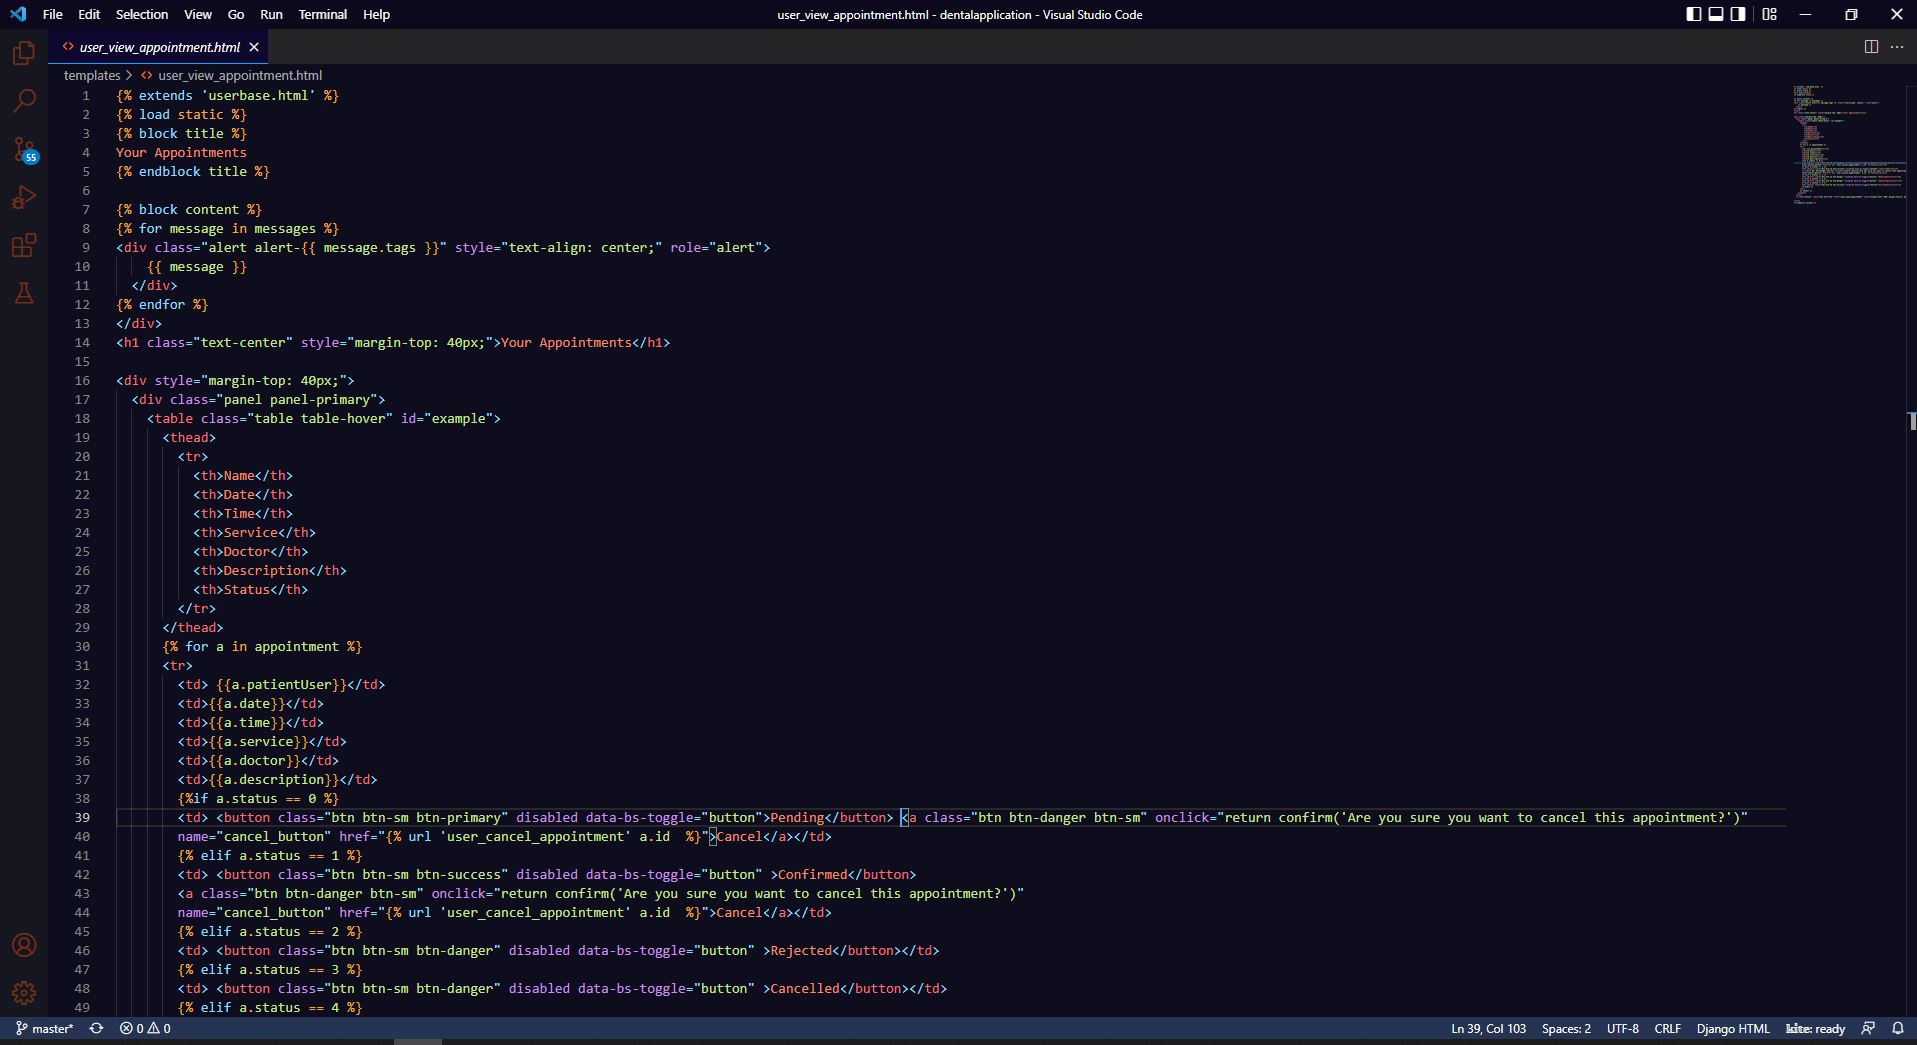 File Edit Selection View Go Run Terminal Help
user_view_appointment.html - dentalapplication - Visual Studio Code
<> user_view_appointment.html
templates > <> user_view_appointment.html
55
1 {% extends 'userbase.html' %}
2 {% load static %}
3 {% block title %}
4 Your Appointments
5 {% endblock title %}
6
7 {% block content %}
8 {% for message in messages %}
9 <div class="alert alert-{{ message.tags }}" style="text-align: center;" role="alert">
10 {{ message }}
11 </div>
12 {% endfor %}
13 </div>
14 <h1 class="text-center" style="margin-top: 40px;">Your Appointments</h1>
15
16 <div style="margin-top: 40px;">
17 <div class="panel panel-primary">
18 <table class="table table-hover" id="example">
19 <thead>
20 <tr>
21 <th>Name</th>
22 <th>Date</th>
23 <th>Time</th>
24 <th>Service</th>
25 <th>Doctor</th>
26 <th>Description</th>
27 <th>Status</th>
28 </tr>
29 </thead>
30 {% for a in appointment %}
31 <tr>
32 <td> {{a.patientUser}}</td>
33 <td>{{a.date}}</td>
34 <td>{{a.time}}</td>
35 <td>{{a.service}}</td>
36 <td>{{a.doctor}}</td>
37 <td>{{a.description}}</td>
38 {%if a.status == 0 %}
39 <td> <button class="btn btn-sm btn-primary" disabled data-bs-toggle="button">Pending</button> <a class="btn btn-danger btn-sm" onclick="return confirm('Are you sure you want to cancel this appointment?')"
40 name="cancel_button" href="{% url 'user_cancel_appointment' a.id  %}">Cancel</a></td>
41 {% elif a.status == 1 %}
42 <td> <button class="btn btn-sm btn-success" disabled data-bs-toggle="button" >Confirmed</button>
43 <a class="btn btn-danger btn-sm" onclick="return confirm('Are you sure you want to cancel this appointment?')"
44 name="cancel_button" href="{% url 'user_cancel_appointment' a.id  %}">Cancel</a></td>
45 {% elif a.status == 2 %}
46 <td> <button class="btn btn-sm btn-danger" disabled data-bs-toggle="button" >Rejected</button></td>
47 {% elif a.status == 3 %}
48 <td> <button class="btn btn-sm btn-danger" disabled data-bs-toggle="button" >Cancelled</button></td>
49 {% elif a.status == 4 %}
master* 0 0 Ln 39, Col 103 Spaces: 2 UTF-8 CRLF Django HTML kite: ready